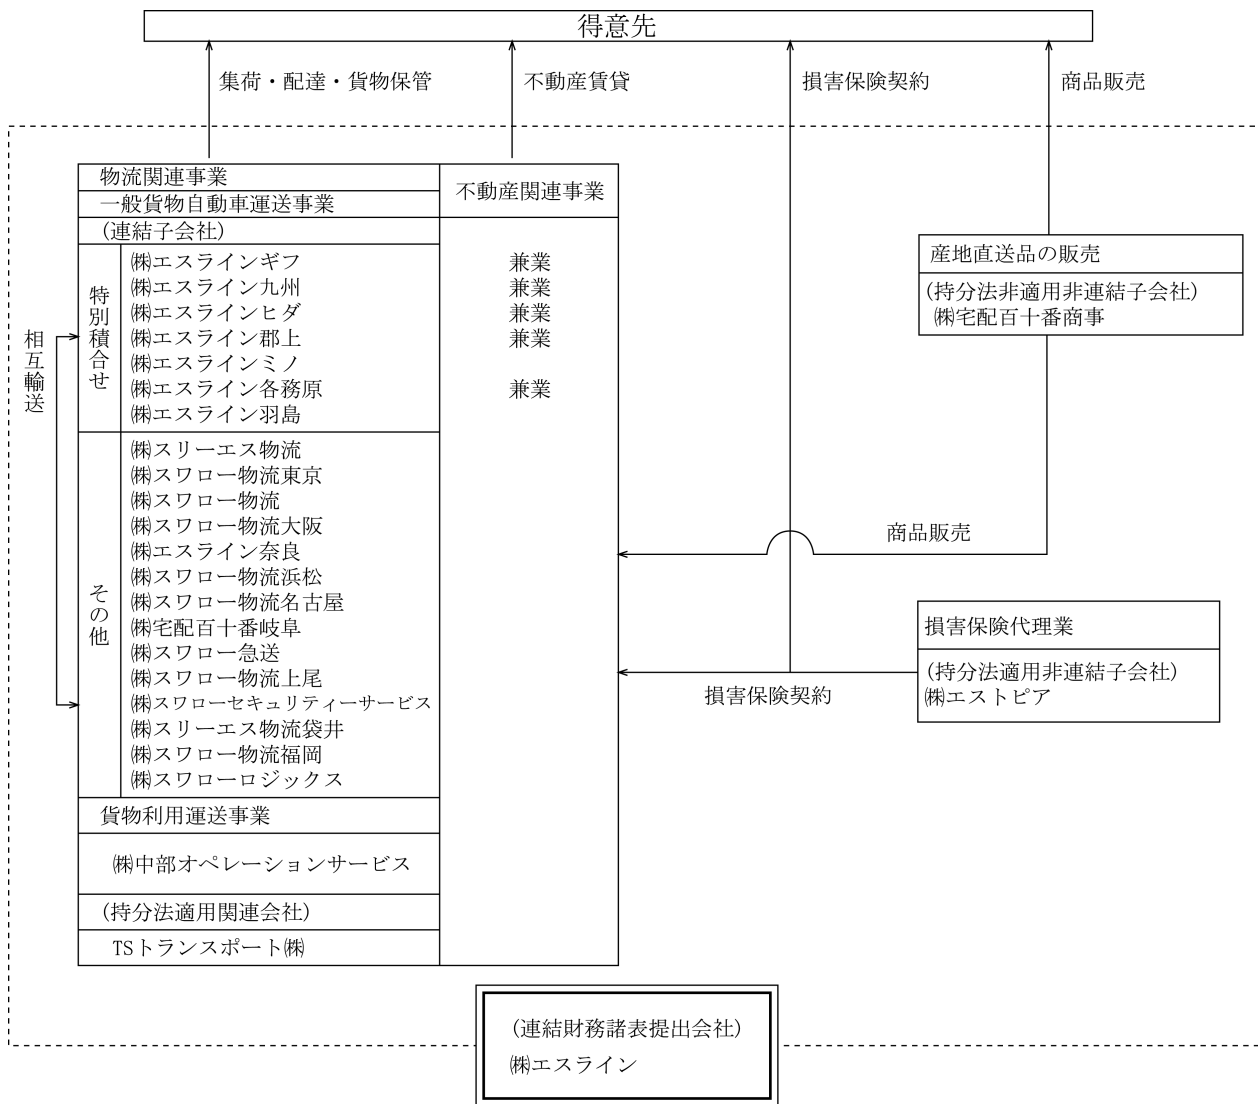 得意先
集荷・配達・貨物保管
不動産賃貸
損害保険契約
商品販売
物流関連事業
不動産関連事業
一般貨物自動車運送事業
(連結子会社)
特別積合せ
㈱エスラインギフ 兼業
㈱エスライン九州 兼業
㈱エスラインヒダ 兼業
㈱エスライン郡上 兼業
㈱エスラインミノ
㈱エスライン各務原 兼業
㈱エスライン羽島
相互輸送
その他
㈱スリーエス物流
㈱スワロー物流東京
㈱スワロー物流
㈱スワロー物流大阪
㈱エスライン奈良
㈱スワロー物流浜松
㈱スワロー物流名古屋
㈱宅配百十番岐阜
㈱スワロー急送
㈱スワロー物流上尾
㈱スワローセキュリティーサービス
㈱スリーエス物流袋井
㈱スワロー物流福岡
㈱スワローロジックス
貨物利用運送事業
㈱中部オペレーションサービス
(持分法適用関連会社)
TSトランスポート㈱
産地直送品の販売
(持分法非適用非連結子会社)
㈱宅配百十番商事
商品販売
損害保険代理業
(持分法適用非連結子会社)
㈱エストピア
損害保険契約
(連結財務諸表提出会社)
㈱エスライン